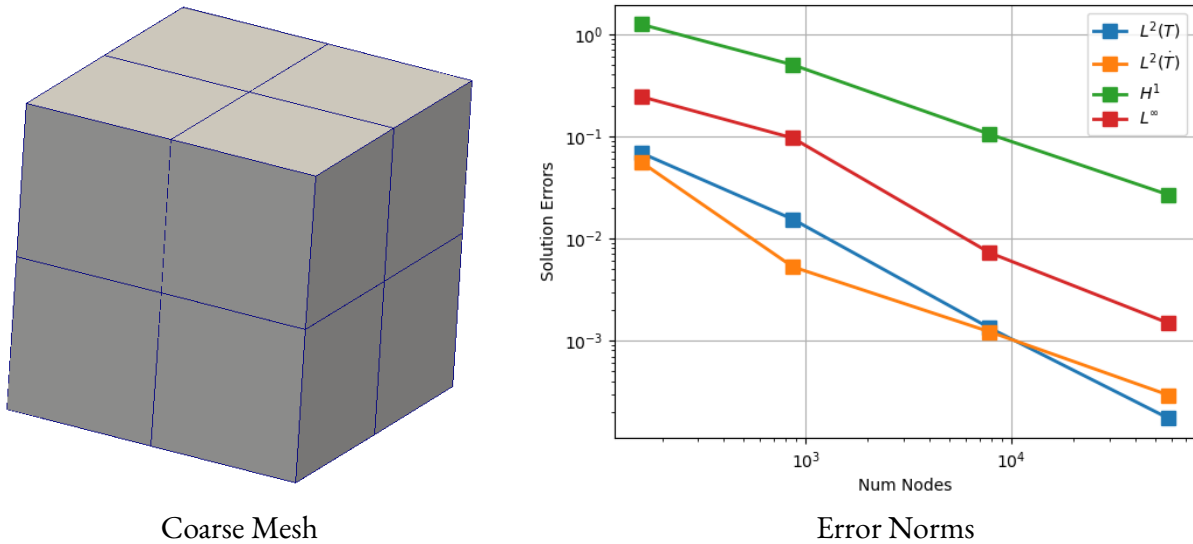 10⁰
10⁻¹
10⁻²
10⁻³
Solution Errors
10³
10⁴
Num Nodes
L²(T)
L²(Ṫ)
H¹
L^∞
Coarse Mesh
Error Norms